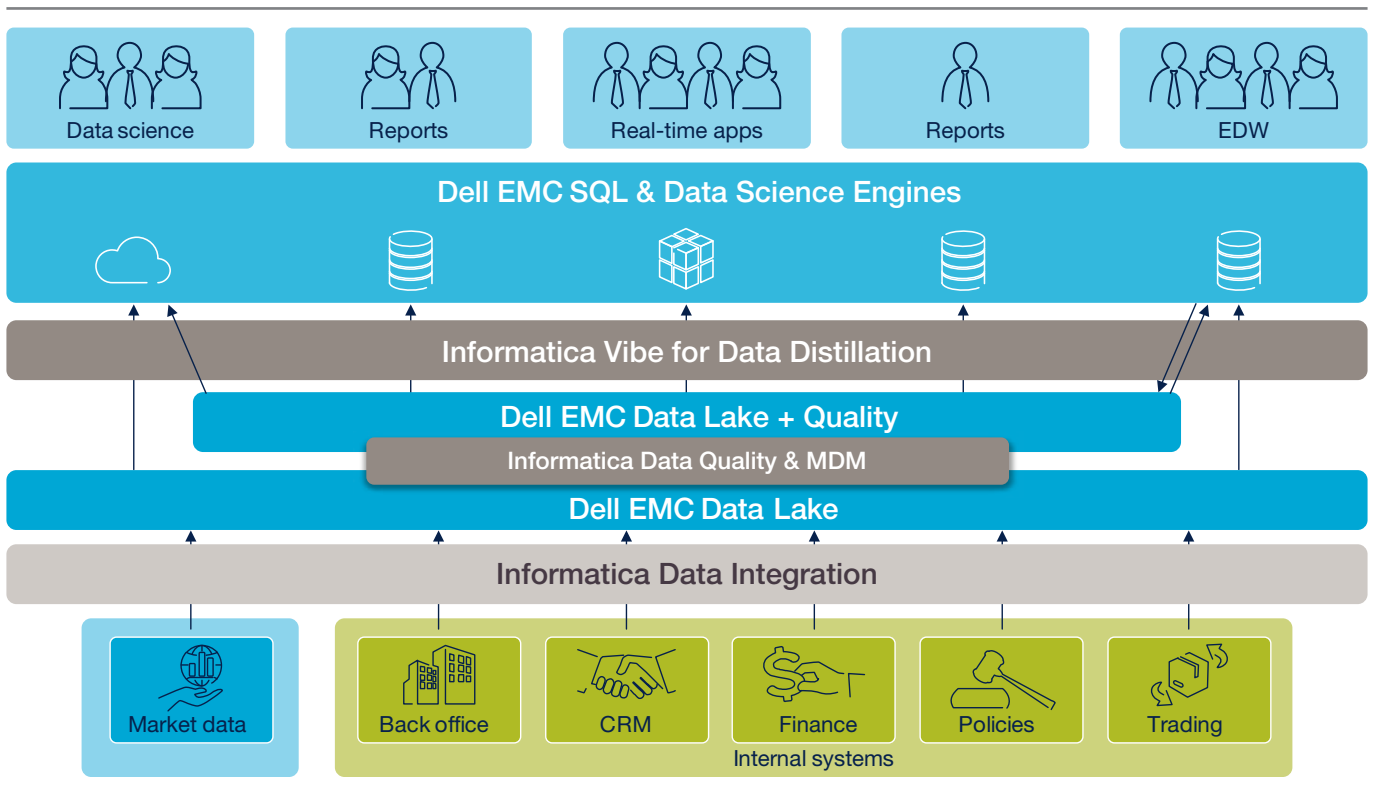 Data science
Reports
Real-time apps
Reports
EDW
Dell EMC SQL & Data Science Engines
Informatica Vibe for Data Distillation
Dell EMC Data Lake + Quality
Informatica Data Quality & MDM
Dell EMC Data Lake
Informatica Data Integration
Market data
Back office
CRM
Finance
Policies
Trading
Internal systems